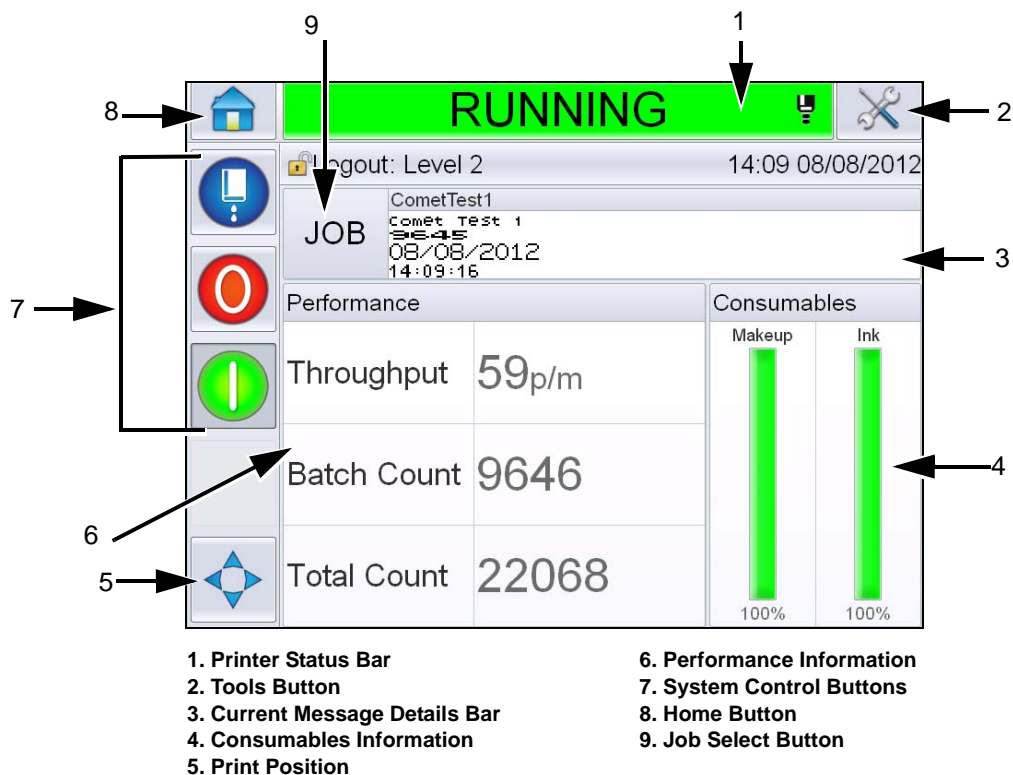 9
1
8
RUNNING
2
Logout: Level 2 14:09 08/08/2012
CometTest1
JOB
Comet Test 1
9645
08/08/2012
14:09:16
3
7
Performance
Consumables
Makeup Ink
Throughput 59p/m
Batch Count 9646
4
6
5
Total Count 22068
100% 100%
1. Printer Status Bar
2. Tools Button
3. Current Message Details Bar
4. Consumables Information
5. Print Position
6. Performance Information
7. System Control Buttons
8. Home Button
9. Job Select Button